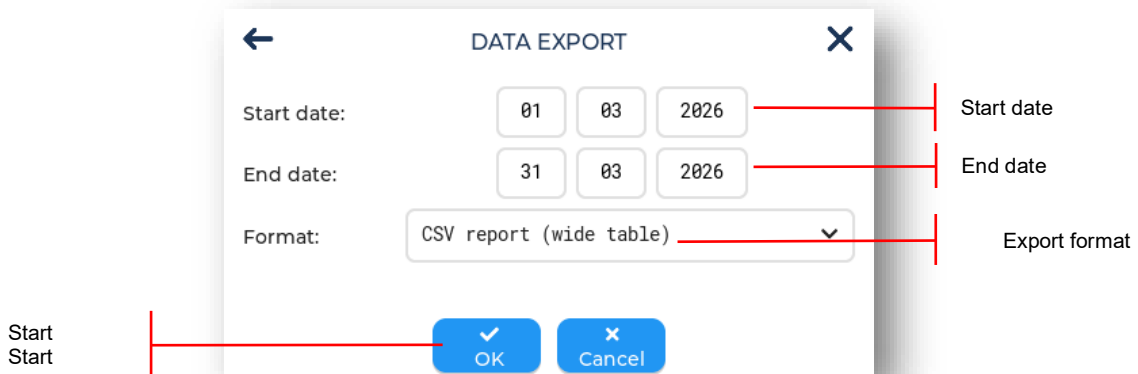 DATA EXPORT
Start date: 01 03 2026 Start date
End date: 31 03 2026 End date
Format: CSV report (wide table) Export format
Start
Start
OK Cancel